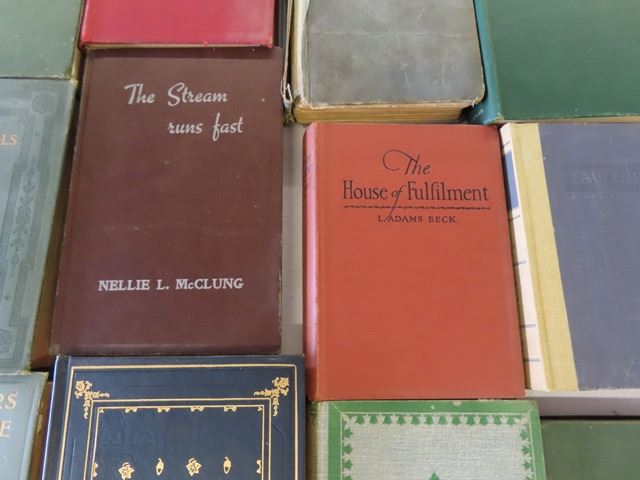 The Stream
runs fast
NELLIE L. McCLUNG
The
House of Fulfilment
L. ADAMS BECK